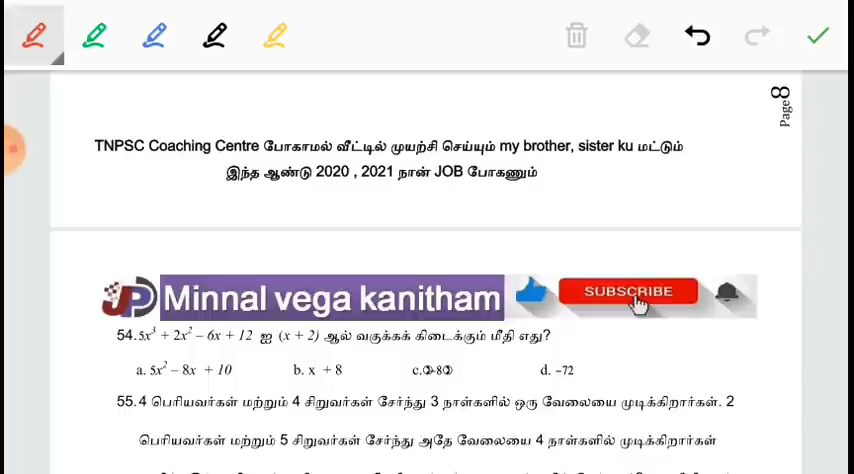 Page8
TNPSC Coaching Centre போகாமல் வீட்டில் முயற்சி செய்யும் my brother, sister ku மட்டும்
இந்த ஆண்டு 2020 , 2021 நான் JOB போகணும்
JP Minnal vega kanitham SUBSCRIBE
54.5x³ + 2x² – 6x + 12 ஐ (x + 2) ஆல் வகுக்கக் கிடைக்கும் மீதி எது?
a. 5x² – 8x + 10 b. x + 8 c. d. –72
55.4 பெரியவர்கள் மற்றும் 4 சிறுவர்கள் சேர்ந்து 3 நாள்களில் ஒரு வேலையை முடிக்கிறார்கள். 2
பெரியவர்கள் மற்றும் 5 சிறுவர்கள் சேர்ந்து அதே வேலையை 4 நாள்களில் முடிக்கிறார்கள்